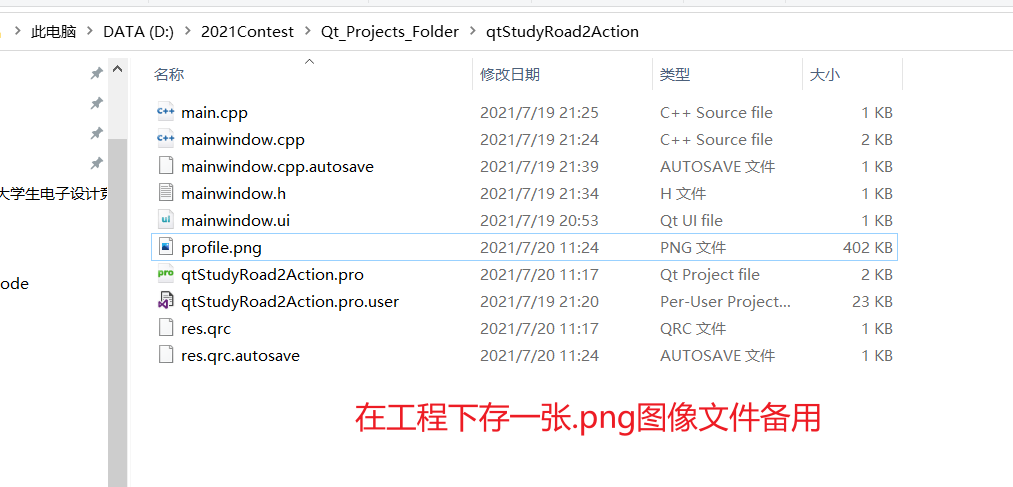 此电脑 > DATA (D:) > 2021Contest > Qt_Projects_Folder > qtStudyRoad2Action
名称 修改日期 类型 大小
main.cpp 2021/7/19 21:25 C++ Source file 1 KB
mainwindow.cpp 2021/7/19 21:24 C++ Source file 2 KB
mainwindow.cpp.autosave 2021/7/19 21:39 AUTOSAVE 文件 1 KB
大学生电子设计竞
mainwindow.h 2021/7/19 21:34 H 文件 1 KB
mainwindow.ui 2021/7/19 20:53 Qt UI file 1 KB
profile.png 2021/7/20 11:24 PNG 文件 402 KB
qtStudyRoad2Action.pro 2021/7/20 11:17 Qt Project file 2 KB
ode
qtStudyRoad2Action.pro.user 2021/7/19 21:20 Per-User Project... 23 KB
res.qrc 2021/7/20 11:17 QRC 文件 1 KB
res.qrc.autosave 2021/7/20 11:24 AUTOSAVE 文件 1 KB
在工程下存一张.png图像文件备用